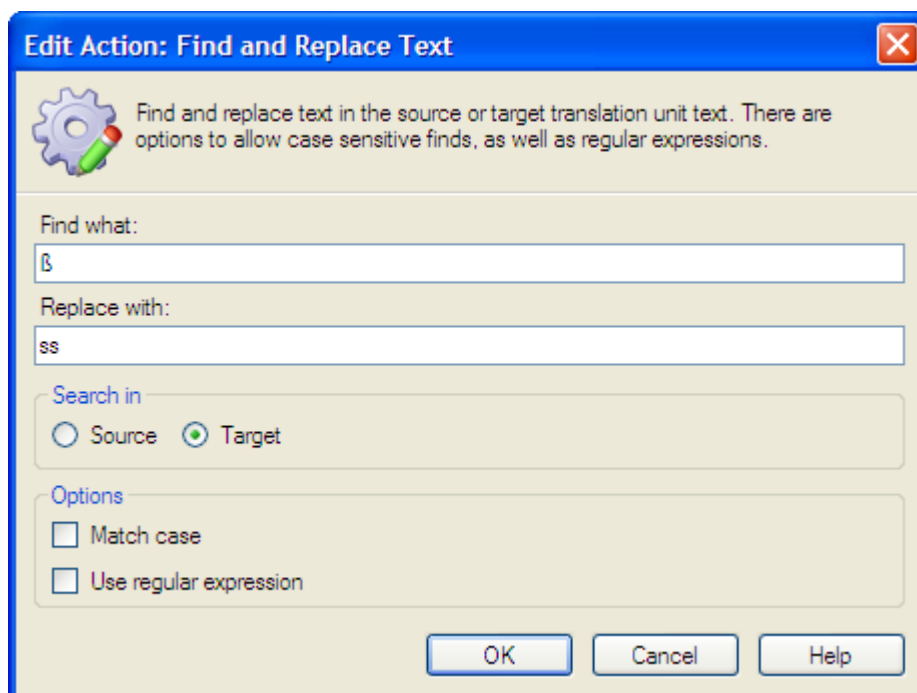 Edit Action: Find and Replace Text
Find and replace text in the source or target translation unit text. There are
options to allow case sensitive finds, as well as regular expressions.
Find what:
ß
Replace with:
ss
Search in
Source Target
Options
Match case
Use regular expression
OK Cancel Help